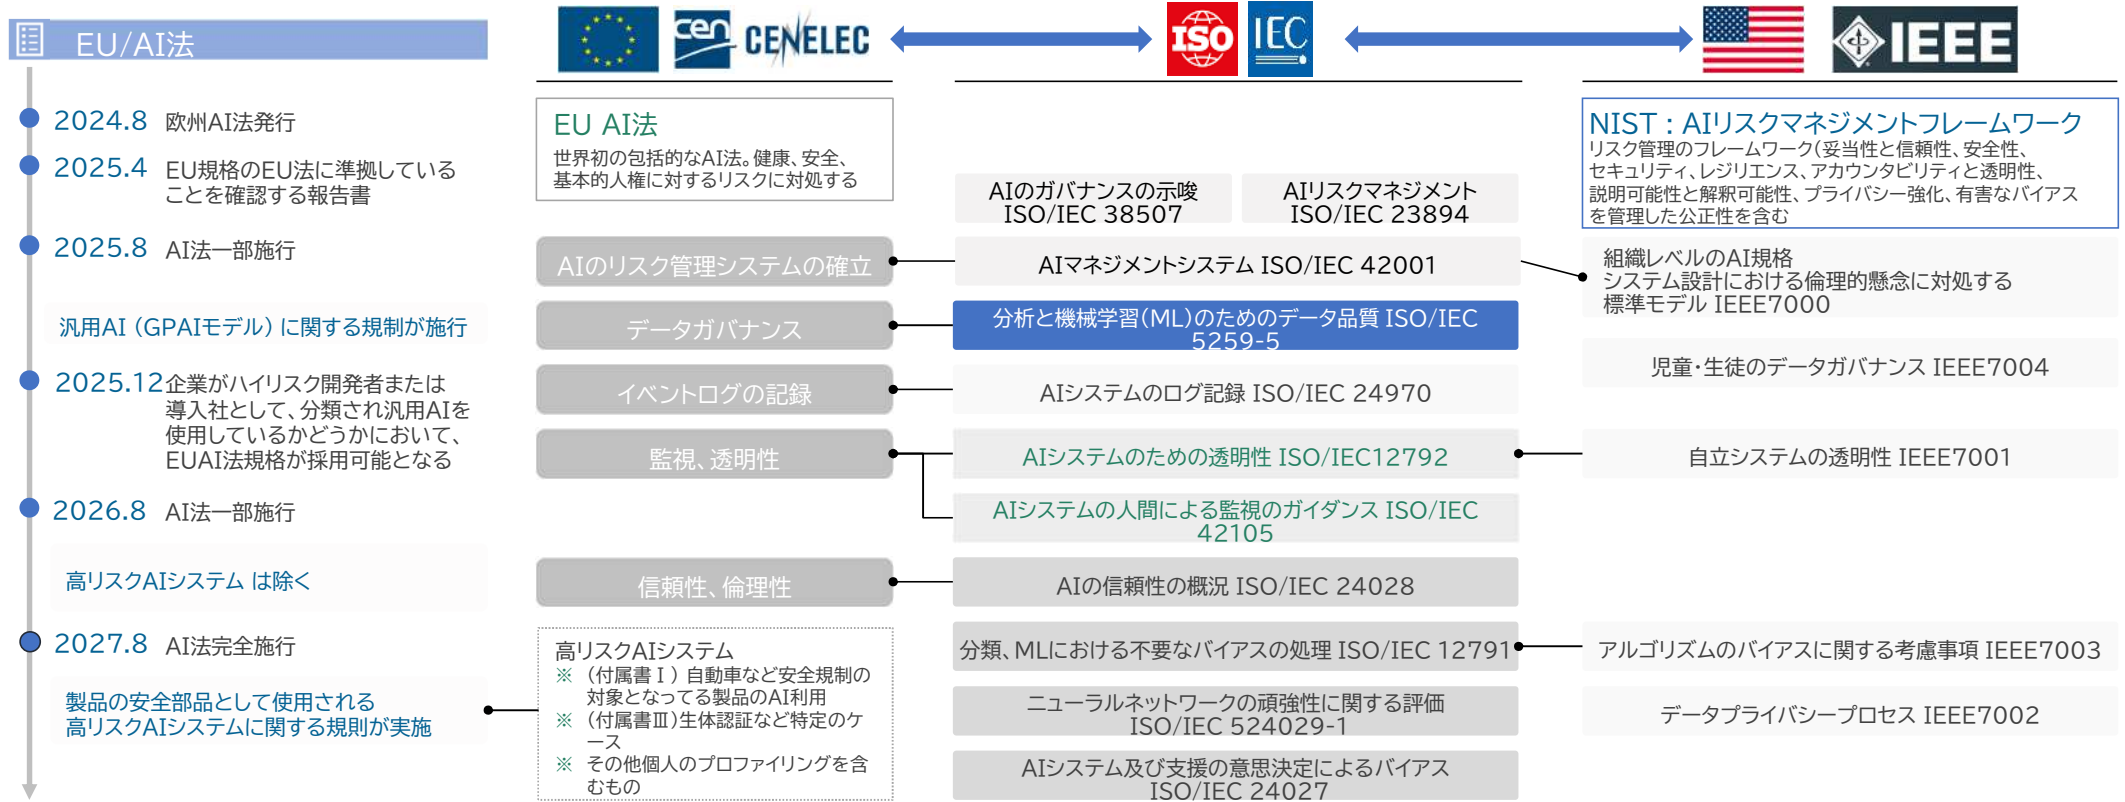 EU/AI法
2024.8 欧州AI法発行
2025.4 EU規格のEU法に準拠している
ことを確認する報告書
2025.8 AI法一部施行
汎用AI（GPAIモデル）に関する規制が施行
2025.12 企業がハイリスク開発者または
導入社として、分類され汎用AIを
使用しているかどうかにおいて、
EUAI法規格が採用可能となる
2026.8 AI法一部施行
高リスクAIシステム は除く
2027.8 AI法完全施行
製品の安全部品として使用される
高リスクAIシステムに関する規則が実施
cen CENELEC
EU AI法
世界初の包括的なAI法。健康、安全、
基本的人権に対するリスクに対処する
AIのリスク管理システムの確立
データガバナンス
イベントログの記録
監視、透明性
信頼性、倫理性
高リスクAIシステム
※ （付属書Ⅰ）自動車など安全規制の
対象となってる製品のAI利用
※ （付属書Ⅲ）生体認証など特定のケ
ース
※ その他個人のプロファイリングを含
むもの
ISO IEC
AIのガバナンスの示唆
ISO/IEC 38507
AIリスクマネジメント
ISO/IEC 23894
AIマネジメントシステム ISO/IEC 42001
分析と機械学習（ML）のためのデータ品質 ISO/IEC
5259-5
AIシステムのログ記録 ISO/IEC 24970
AIシステムのための透明性 ISO/IEC12792
AIシステムの人間による監視のガイダンス ISO/IEC
42105
AIの信頼性の概況 ISO/IEC 24028
分類、MLにおける不要なバイアスの処理 ISO/IEC 12791
ニューラルネットワークの頑強性に関する評価
ISO/IEC 524029-1
AIシステム及び支援の意思決定によるバイアス
ISO/IEC 24027
IEEE
NIST：AIリスクマネジメントフレームワーク
リスク管理のフレームワーク（妥当性と信頼性、安全性、
セキュリティ、レジリエンス、アカウンタビリティと透明性、
説明可能性と解釈可能性、プライバシー強化、有害なバイアス
を管理した公正性を含む
組織レベルのAI規格
システム設計における倫理的懸念に対処する
標準モデル IEEE7000
児童・生徒のデータガバナンス IEEE7004
自立システムの透明性 IEEE7001
アルゴリズムのバイアスに関する考慮事項 IEEE7003
データプライバシープロセス IEEE7002